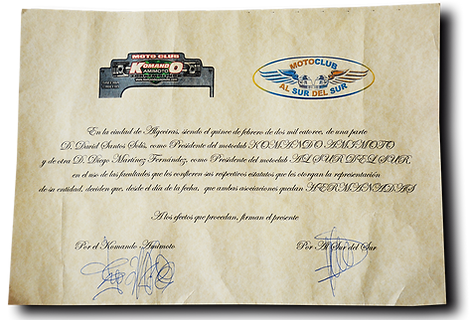 MOTO CLUB
KOMANDO
AMIMOTO
MOTOCLUB
AL SUR DEL SUR
En la ciudad de Algeciras, siendo el quince de febrero de dos mil catorce, de una parte
D. David Santos Solís, como Presidente del motoclub KOMANDO AMIMOTO
y de otra D. Diego Martínez Fernández, como Presidente del motoclub AL SUR DEL SUR,
en el uso de las facultades que les confieren sus respectivos estatutos que les otorgan la representación
de su entidad, deciden que, desde el día de la fecha, que ambas asociaciones quedan HERMANADAS
A los efectos que procedan, firman el presente
Por el Komando Amimoto
Por Al Sur del Sur